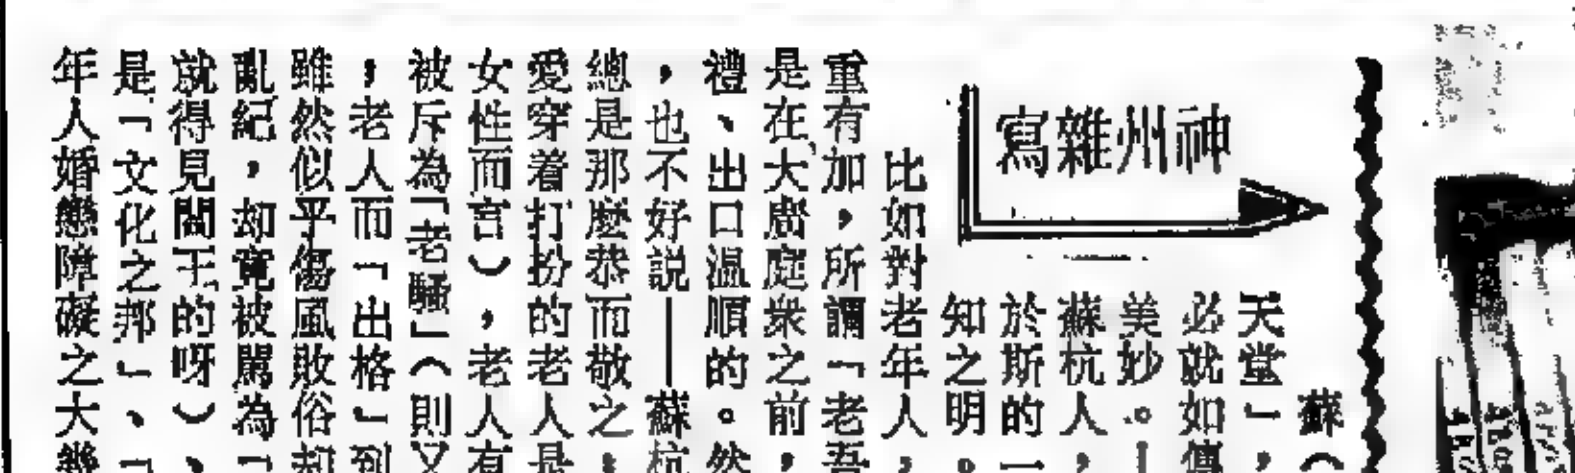 神州雜寫
蘇（
天堂」，
必就如傳
美妙。
蘇杭人，
於斯的一
知之明。
比如對老年人，
重有加，所謂「老吾
是在大廣庭衆之前，
禮、出口温順的。然
，也不好説——蘇杭
總是那麽恭而敬之，
愛穿着打扮的老人是
女性而言），老人有
被斥為「老騷」（則又
，老人而「出格」到
雖然似乎傷風敗俗却
亂紀，却竟被駡為「
就得見閻王的呀）、
是「文化之邦」、「
年人婚戀障礙之大幾